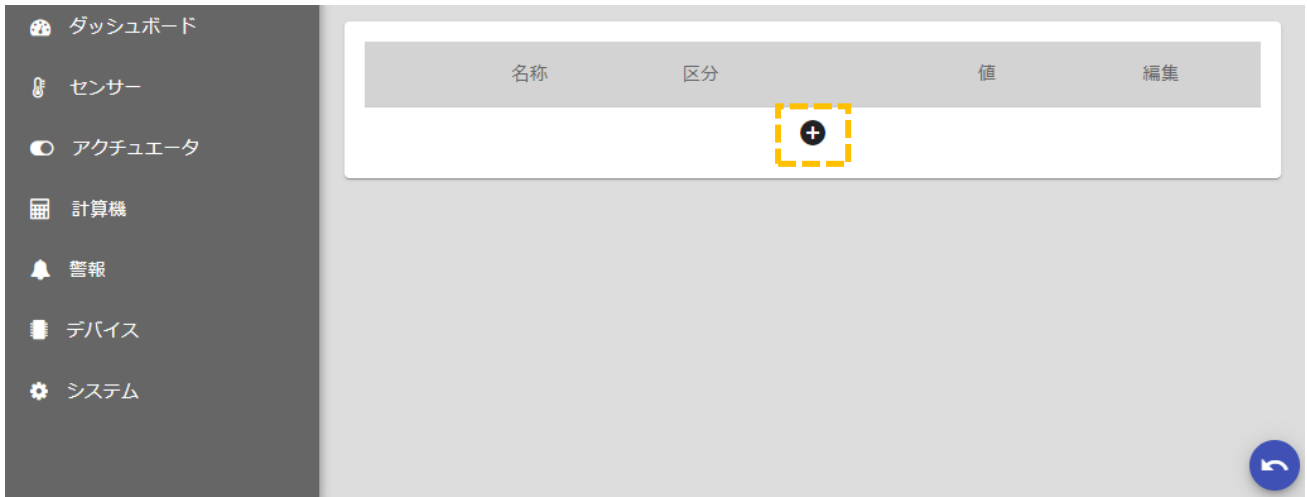 ダッシュボード
センサー
アクチュエータ
計算機
警報
デバイス
システム
名称 区分 値 編集